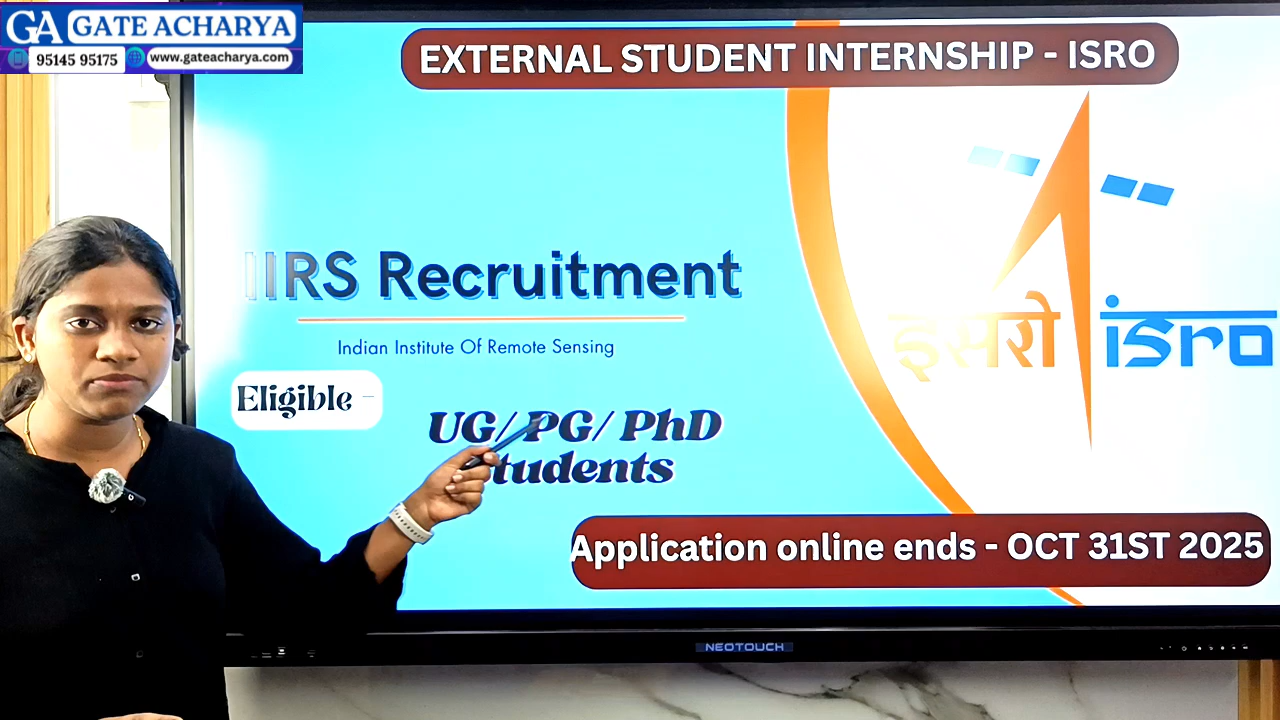 GA GATE ACHARYA
95145 95175
www.gateacharya.com
EXTERNAL STUDENT INTERNSHIP - ISRO
IIRS Recruitment
Indian Institute Of Remote Sensing
Eligible -
UG/ PG/ PhD
Students
इसरो isro
Application online ends - OCT 31ST 2025
NEOTOUCH